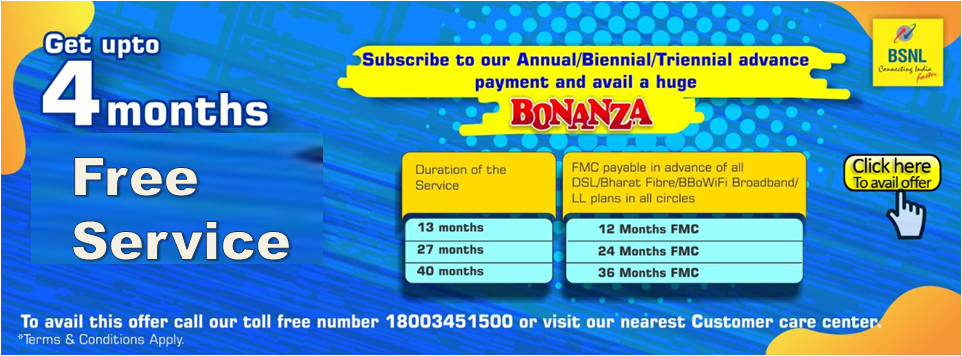 Get upto
4 months
Free
Service
Subscribe to our Annual/Biennial/Triennial advance
payment and avail a huge
BONANZA
BSNL
Connecting India
faster
Duration of the
Service
FMC payable in advance of all
DSL/Bharat Fibre/BBoWiFi Broadband/
LL plans in all circles
13 months
12 Months FMC
27 months
24 Months FMC
40 months
36 Months FMC
Click here
To avail offer
To avail this offer call our toll free number 18003451500 or visit our nearest Customer care center.
*Terms & Conditions Apply.